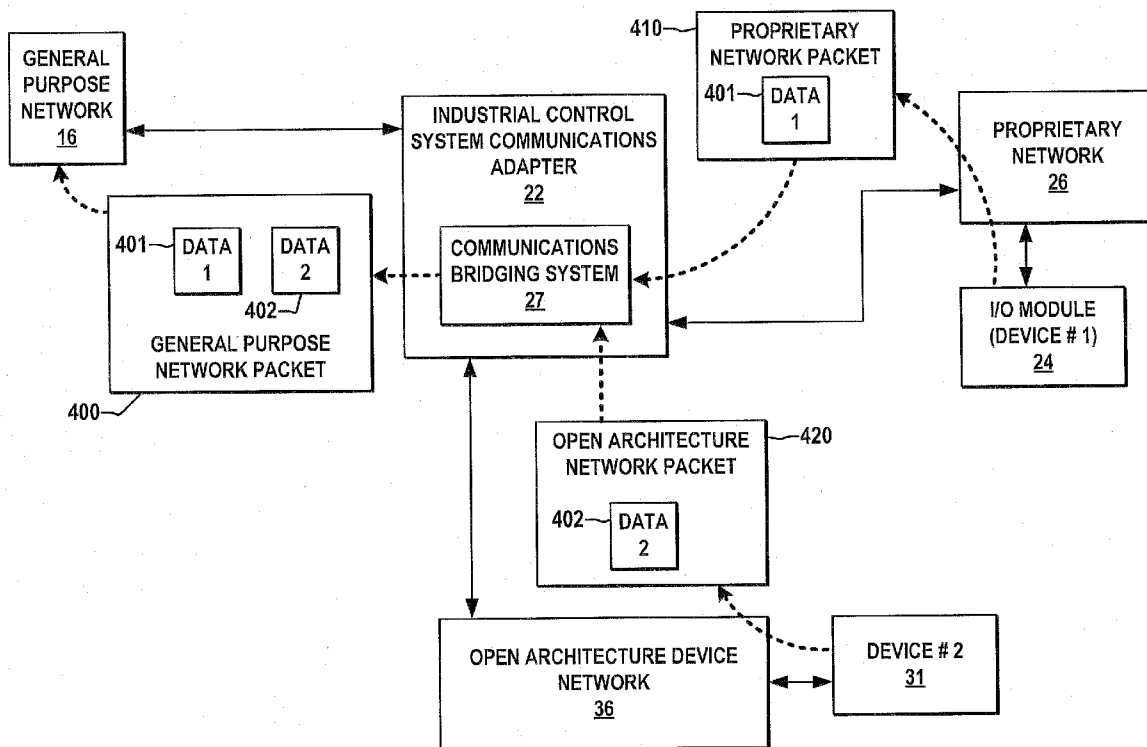 GENERAL
PURPOSE
NETWORK
16
410
PROPRIETARY
NETWORK PACKET
401
DATA
1
INDUSTRIAL CONTROL
SYSTEM COMMUNICATIONS
ADAPTER
22
COMMUNICATIONS
BRIDGING SYSTEM
27
PROPRIETARY
NETWORK
26
I/O MODULE
(DEVICE # 1)
24
401
DATA
1
DATA
2
402
GENERAL PURPOSE
NETWORK PACKET
400
OPEN ARCHITECTURE
NETWORK PACKET
420
402
DATA
2
OPEN ARCHITECTURE DEVICE
NETWORK
36
DEVICE # 2
31